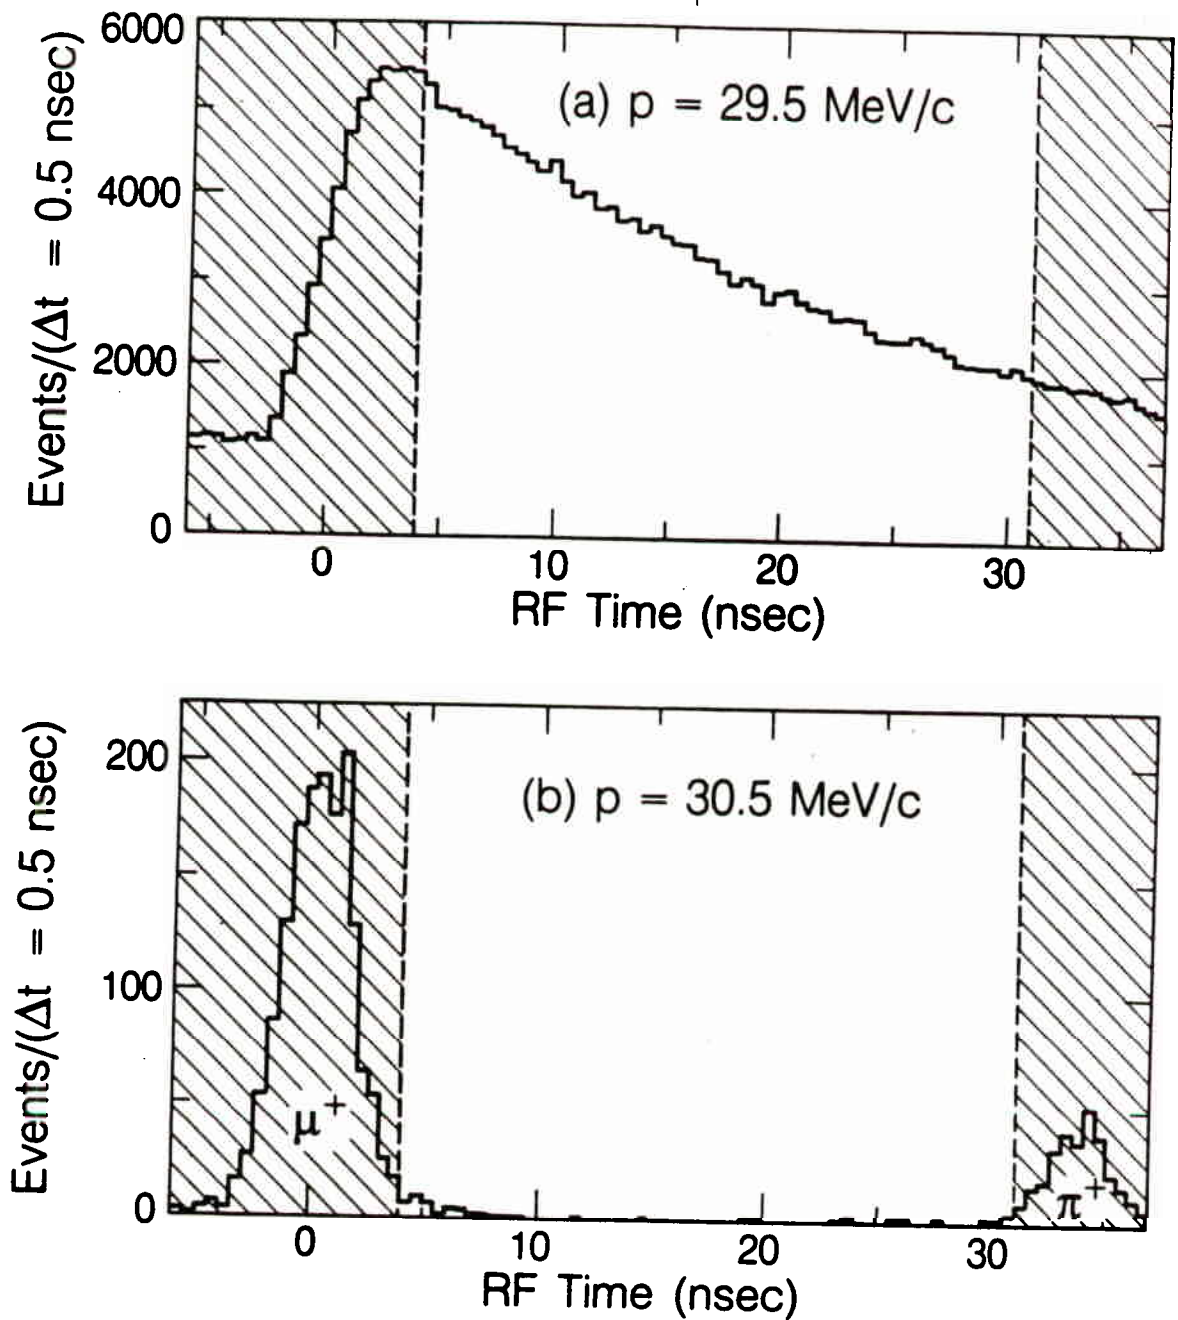 6000
4000
2000
0
Events/(Δt = 0.5 nsec)
(a) p = 29.5 MeV/c
0 10 20 30
RF Time (nsec)
200
100
0
Events/(Δt = 0.5 nsec)
(b) p = 30.5 MeV/c
μ+
π+
0 10 20 30
RF Time (nsec)